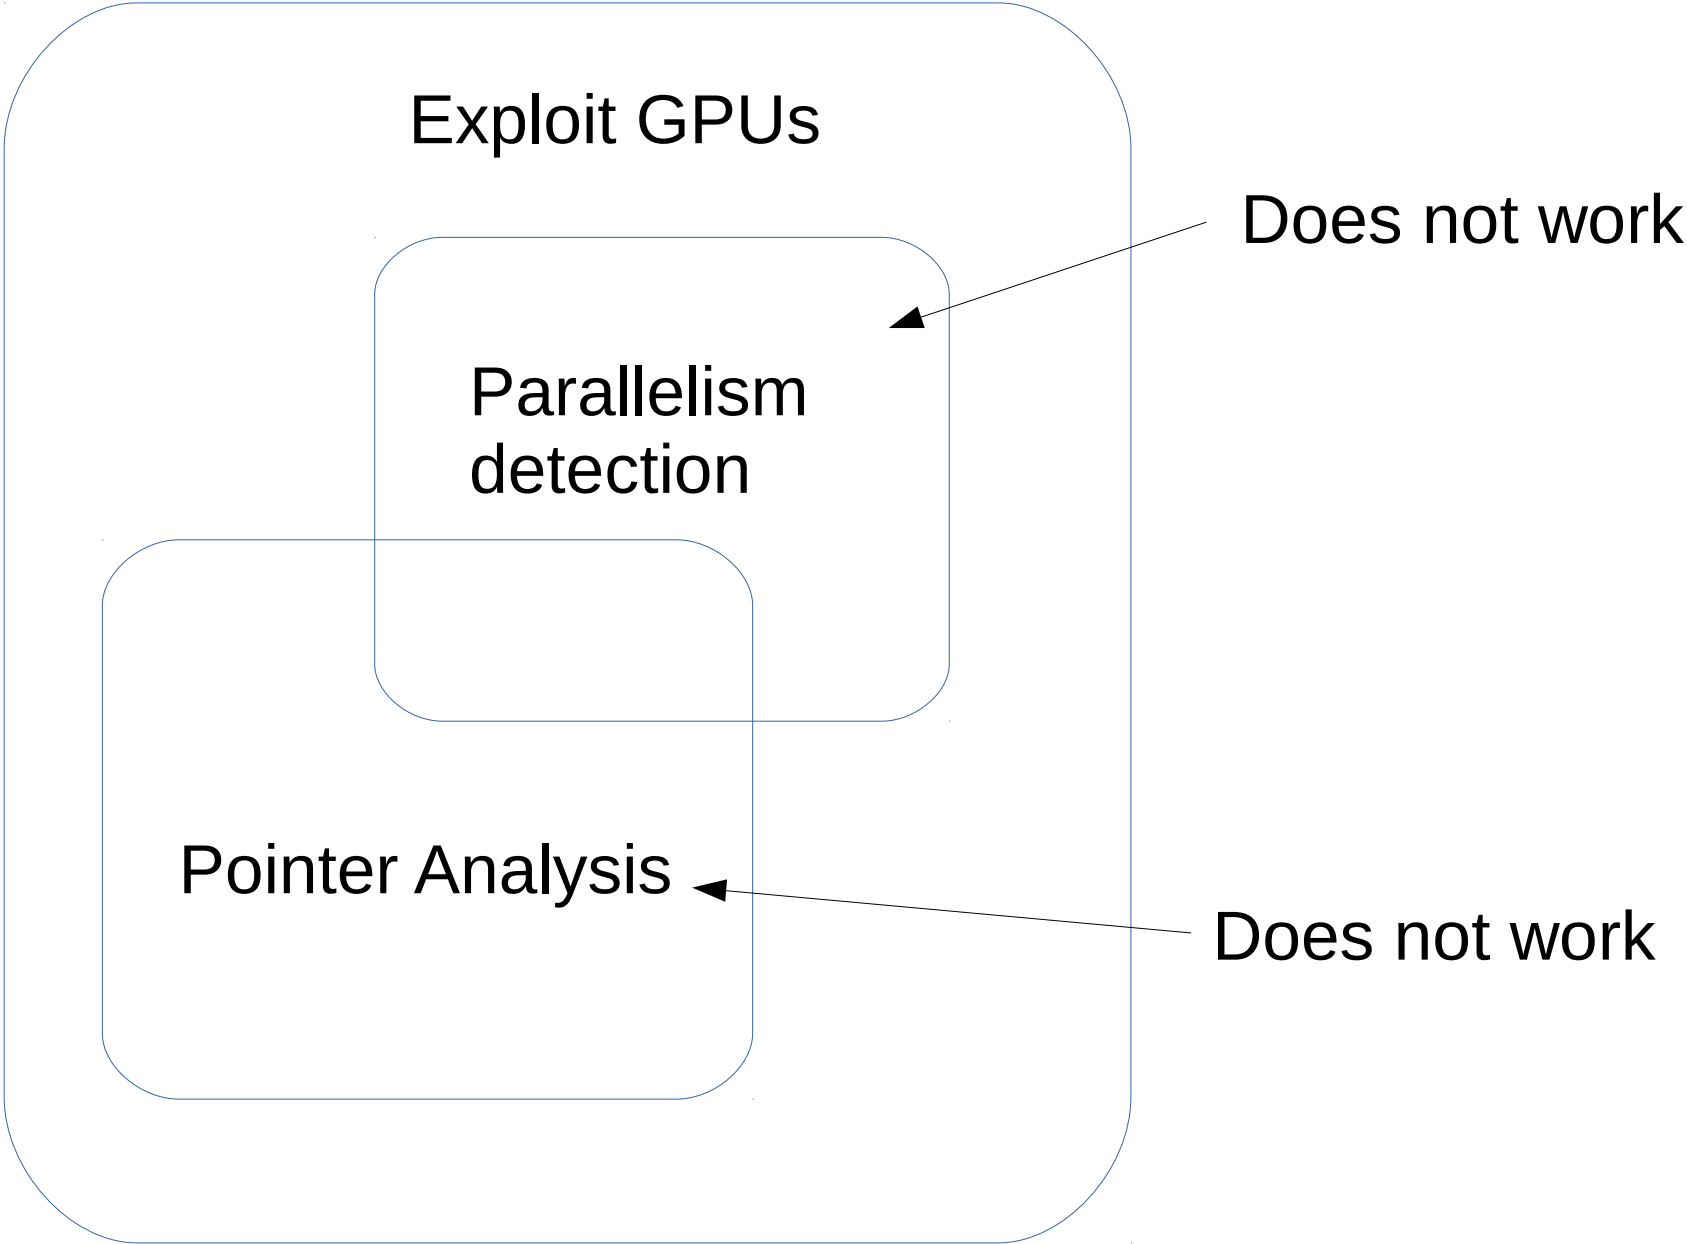 Exploit GPUs
Does not work
Parallelism
detection
Pointer Analysis
Does not work